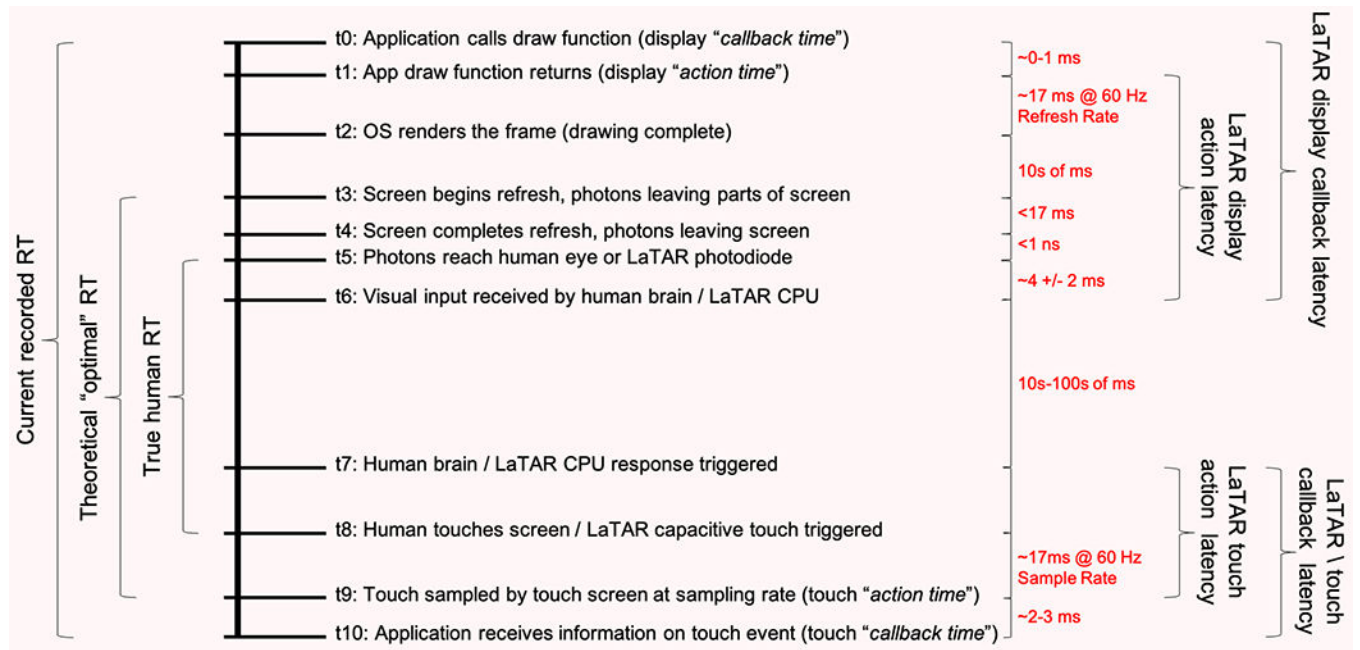 Current recorded RT
Theoretical “optimal” RT
True human RT
t0: Application calls draw function (display “callback time”)
t1: App draw function returns (display “action time”)
t2: OS renders the frame (drawing complete)
t3: Screen begins refresh, photons leaving parts of screen
t4: Screen completes refresh, photons leaving screen
t5: Photons reach human eye or LaTAR photodiode
t6: Visual input received by human brain / LaTAR CPU
t7: Human brain / LaTAR CPU response triggered
t8: Human touches screen / LaTAR capacitive touch triggered
t9: Touch sampled by touch screen at sampling rate (touch “action time”)
t10: Application receives information on touch event (touch “callback time”)
~0-1 ms
~17 ms @ 60 Hz
Refresh Rate
10s of ms
<17 ms
<1 ns
~4 +/- 2 ms
10s-100s of ms
~17ms @ 60 Hz
Sample Rate
~2-3 ms
LaTAR display
action latency
LaTAR display callback latency
LaTAR touch
action latency
LaTAR \ touch
callback latency